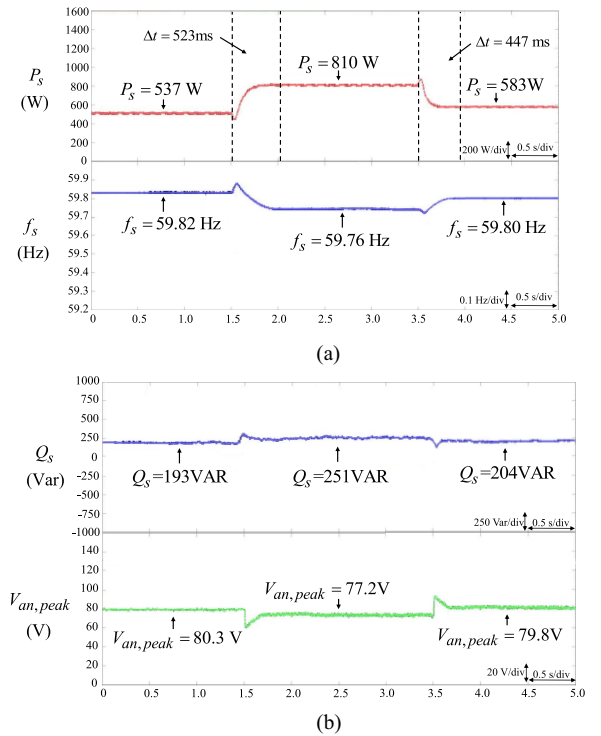 1600
1400
1200
1000
800
600
400
200
0
P_s
(W)
Δt = 523ms
P_s = 537 W
P_s = 810 W
Δt = 447 ms
P_s = 583W
200 W/div
0.5 s/div
59.9
59.8
59.7
59.6
59.5
59.4
59.3
59.2
f_s
(Hz)
f_s = 59.82 Hz
f_s = 59.76 Hz
f_s = 59.80 Hz
0.1 Hz/div
0.5 s/div
0 0.5 1.0 1.5 2.0 2.5 3.0 3.5 4.0 4.5 5.0
(a)
1000
750
500
250
0
-250
-500
-750
-1000
Q_s
(Var)
Q_s=193VAR
Q_s=251VAR
Q_s=204VAR
250 Var/div
0.5 s/div
140
120
100
80
60
40
20
0
V_an,peak
(V)
V_an,peak = 80.3 V
V_an,peak = 77.2V
V_an,peak = 79.8V
20 V/div
0.5 s/div
0.0 0.5 1.0 1.5 2.0 2.5 3.0 3.5 4.0 4.5 5.0
(b)